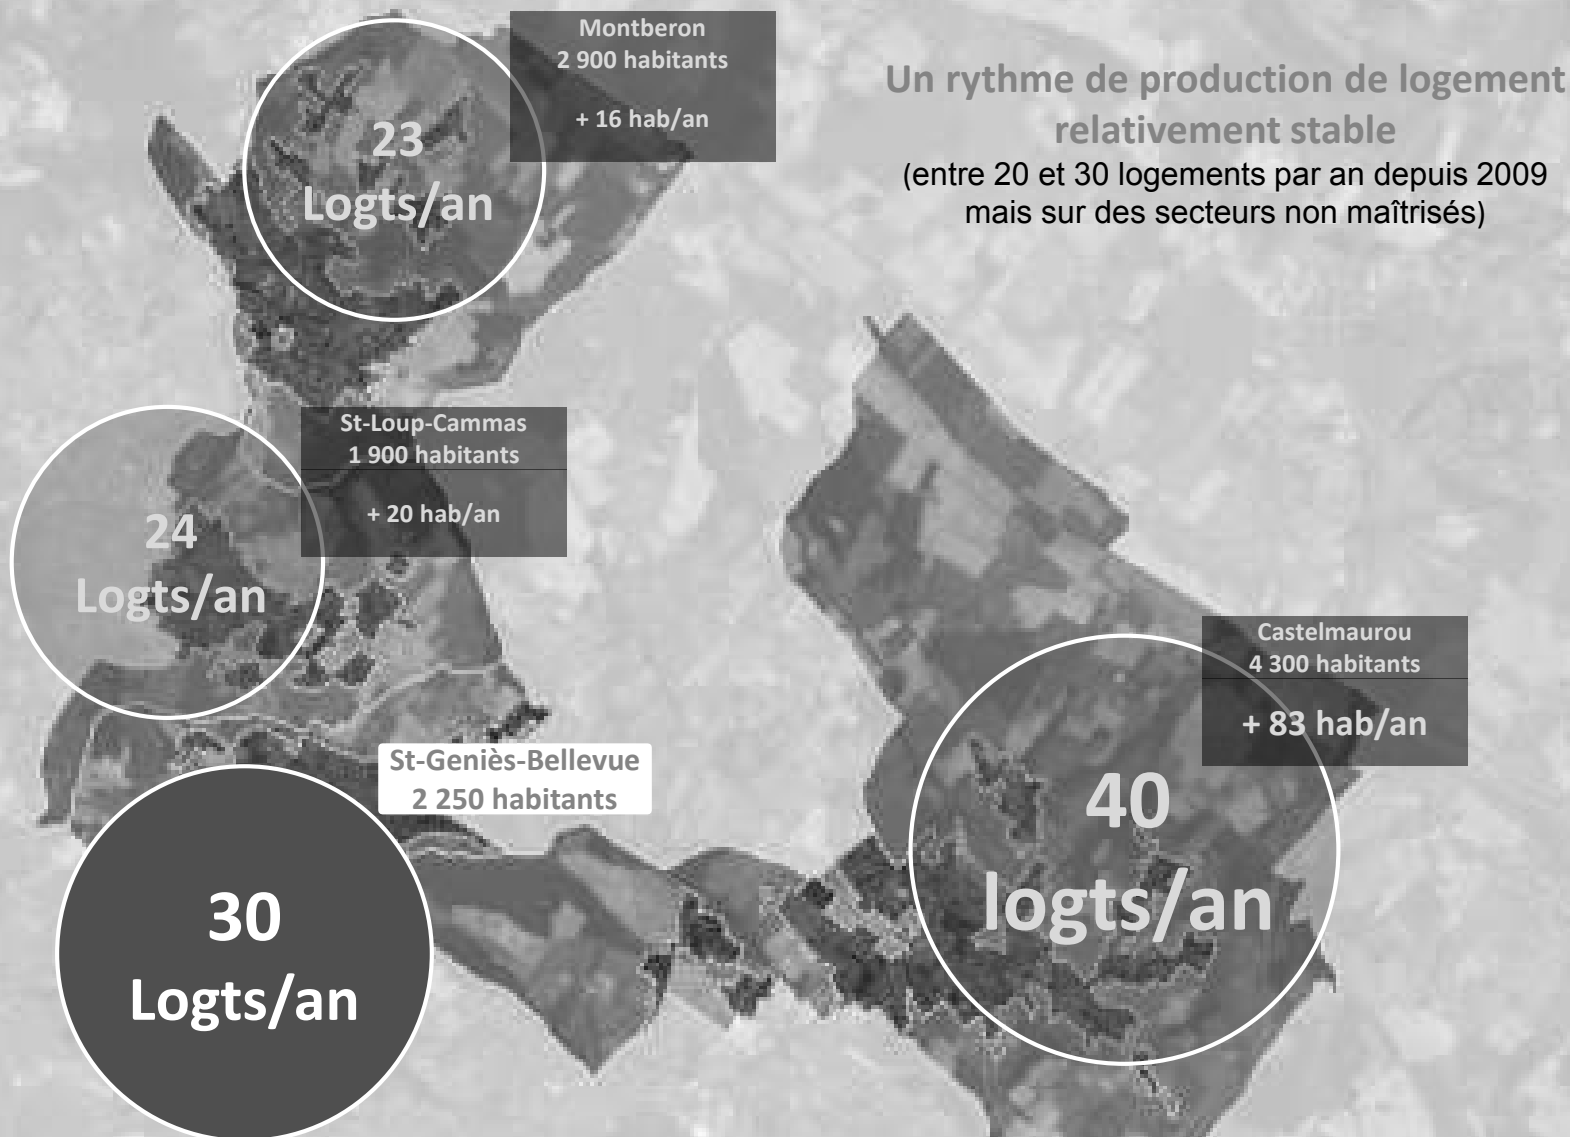 Montberon
2 900 habitants
+ 16 hab/an
23
Logts/an
Un rythme de production de logement
relativement stable
(entre 20 et 30 logements par an depuis 2009
mais sur des secteurs non maîtrisés)
St-Loup-Cammas
1 900 habitants
+ 20 hab/an
24
Logts/an
Castelmaurou
4 300 habitants
+ 83 hab/an
40
logts/an
St-Geniès-Bellevue
2 250 habitants
30
Logts/an